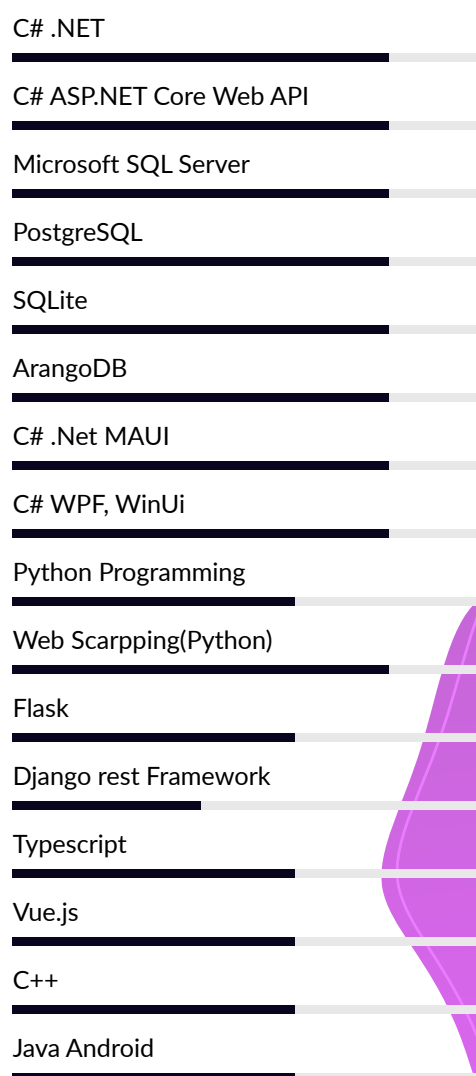 C# .NET
C# ASP.NET Core Web API
Microsoft SQL Server
PostgreSQL
SQLite
ArangoDB
C# .Net MAUI
C# WPF, WinUi
Python Programming
Web Scarpping(Python)
Flask
Django rest Framework
Typescript
Vue.js
C++
Java Android